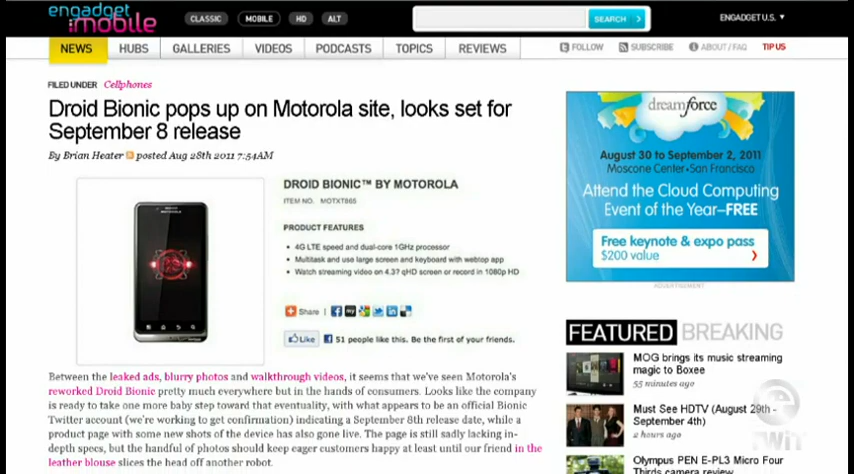 engadget
mobile
CLASSIC MOBILE HD ALT
SEARCH >
ENGADGET U.S. ▼
NEWS HUBS GALLERIES VIDEOS PODCASTS TOPICS REVIEWS
FOLLOW SUBSCRIBE ABOUT / FAQ TIP US
FILED UNDER Cellphones
Droid Bionic pops up on Motorola site, looks set for
September 8 release
By Brian Heater posted Aug 28th 2011 7:54AM
DROID BIONIC™ BY MOTOROLA
ITEM NO. MOTXT865
PRODUCT FEATURES
• 4G LTE speed and dual-core 1GHz processor
• Multitask and use large screen and keyboard with webtop app
• Watch streaming video on 4.3? qHD screen or record in 1080p HD
Share |
Like 51 people like this. Be the first of your friends.
Between the leaked ads, blurry photos and walkthrough videos, it seems that we've seen Motorola's
reworked Droid Bionic pretty much everywhere but in the hands of consumers. Looks like the company
is ready to take one more baby step toward that eventuality, with what appears to be an official Bionic
Twitter account (we're working to get confirmation) indicating a September 8th release date, while a
product page with some new shots of the device has also gone live. The page is still sadly lacking in-
depth specs, but the handful of photos should keep eager customers happy at least until our friend in the
leather blouse slices the head off another robot.
dreamforce
August 30 to September 2, 2011
Moscone Center•San Francisco
Attend the Cloud Computing
Event of the Year–FREE
Free keynote & expo pass
$200 value
ADVERTISEMENT
FEATURED BREAKING
MOG brings its music streaming
magic to Boxee
55 minutes ago
Must See HDTV (August 29th -
September 4th)
2 hours ago
Olympus PEN E-PL3 Micro Four
Thirds camera review